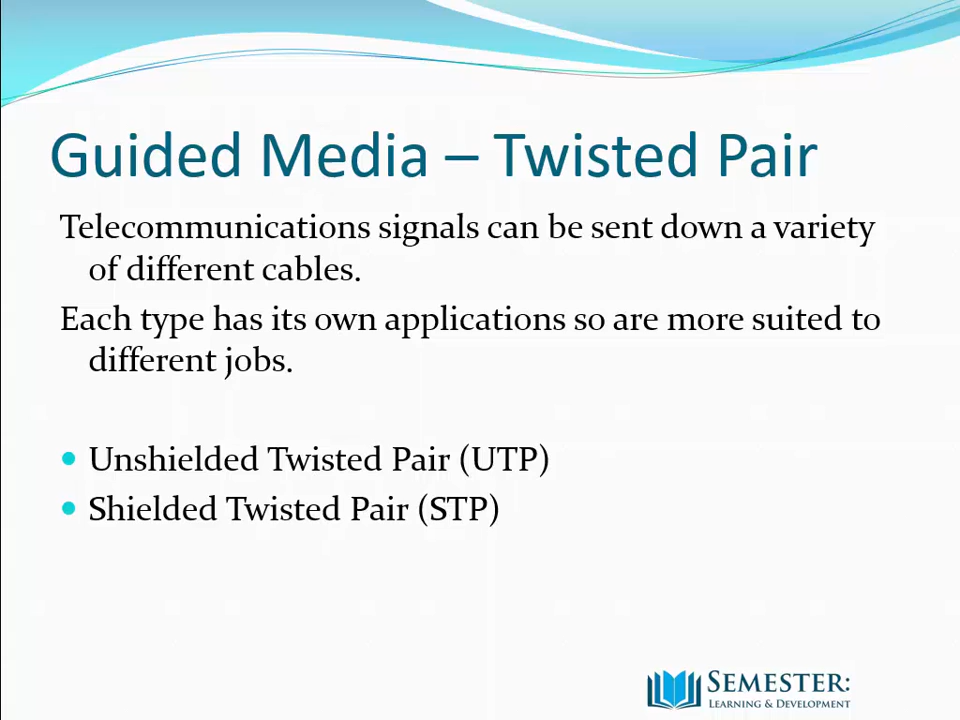 Guided Media – Twisted Pair
Telecommunications signals can be sent down a variety
of different cables.
Each type has its own applications so are more suited to
different jobs.
• Unshielded Twisted Pair (UTP)
• Shielded Twisted Pair (STP)
SEMESTER:
LEARNING & DEVELOPMENT